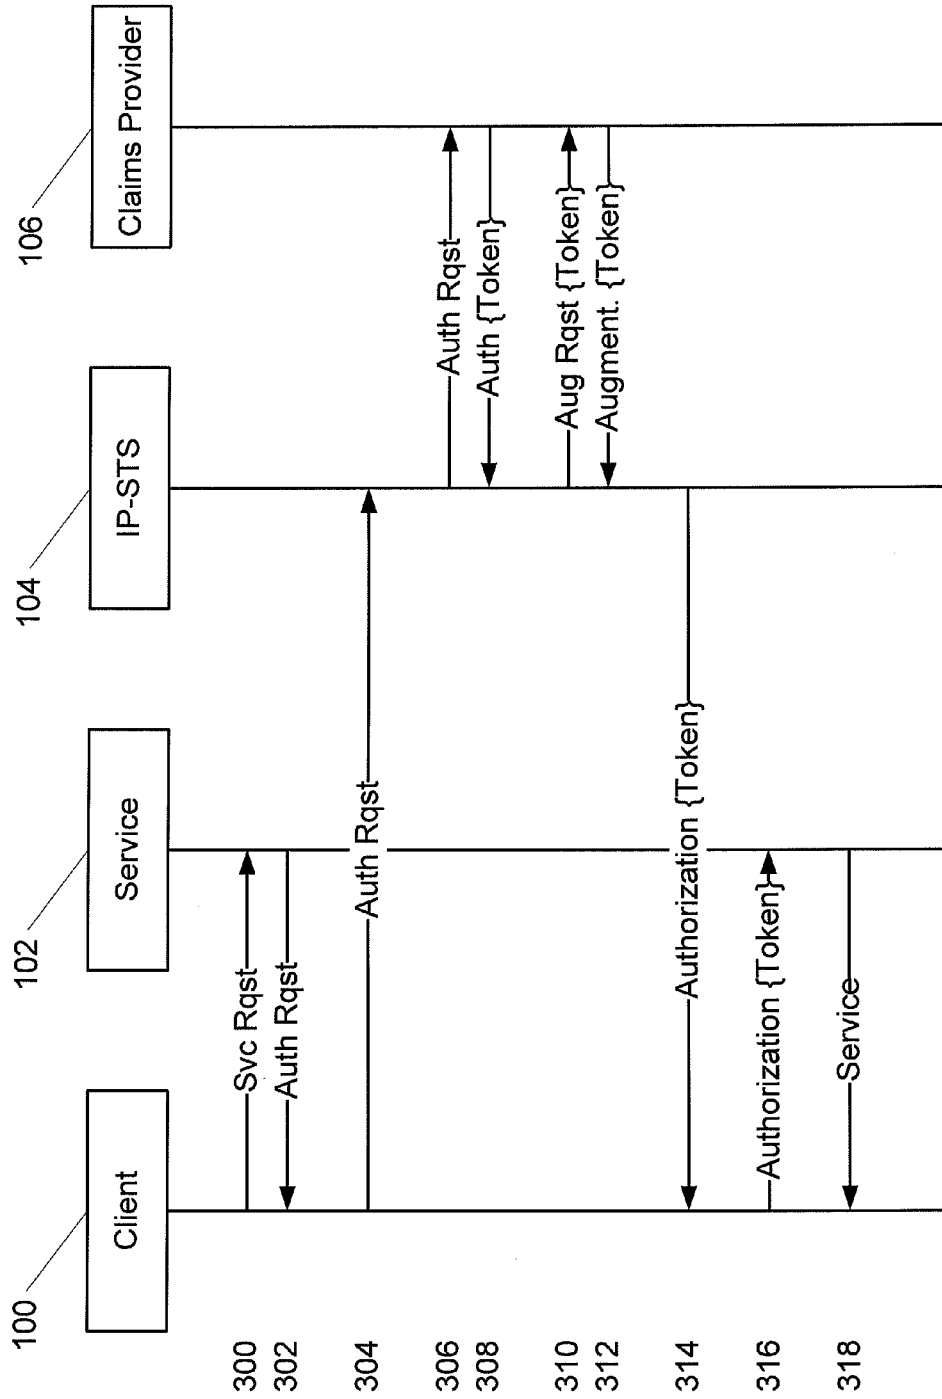 100
102
104
106
Client
Service
IP-STS
Claims Provider
300
Svc Rqst
302
Auth Rqst
304
Auth Rqst
306
Auth Rqst
308
Auth {Token}
310
Aug Rqst {Token}
312
Augment. {Token}
314
Authorization {Token}
316
Authorization {Token}
318
Service